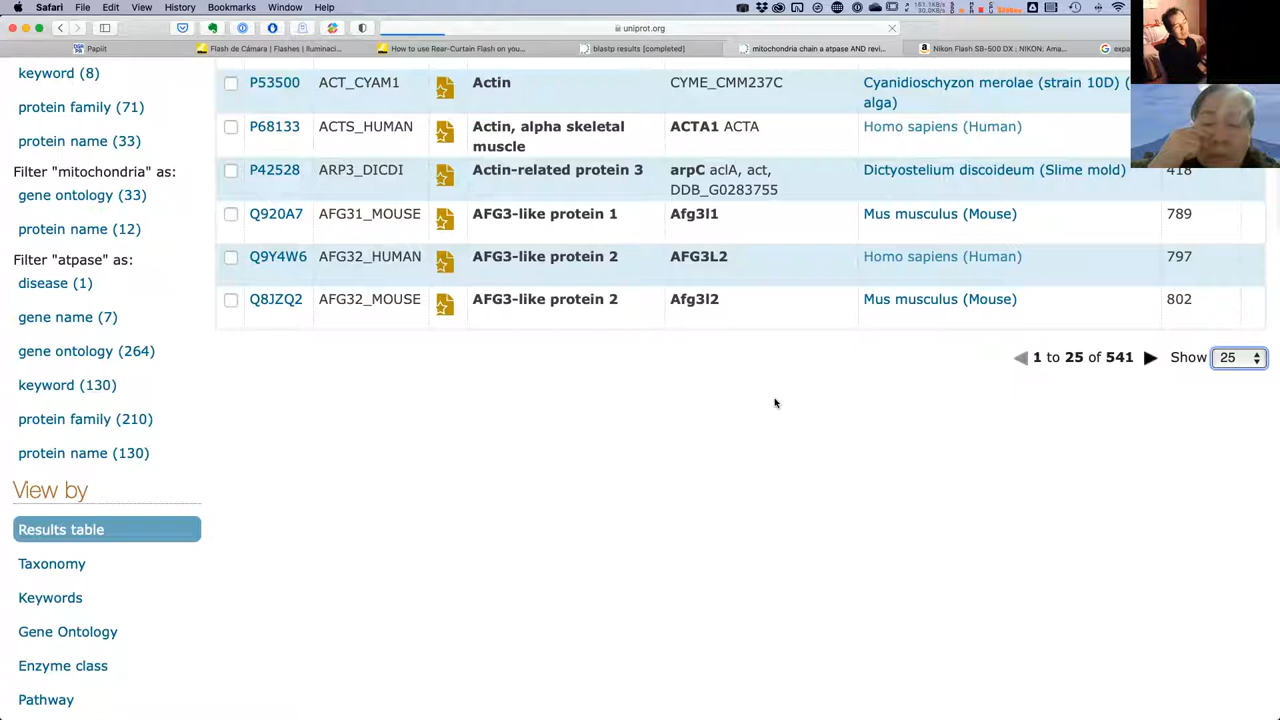 Safari File Edit View History Bookmarks Window Help
uniprot.org
Papiit
Flash de Cámara | Flashes | Iluminaci...
How to use Rear-Curtain Flash on you...
blastp results [completed]
mitochondria chain a atpase AND revi...
Nikon Flash SB-500 DX : NIKON; Ama...
expa
keyword (8)
protein family (71)
protein name (33)
Filter "mitochondria" as:
gene ontology (33)
protein name (12)
Filter "atpase" as:
disease (1)
gene name (7)
gene ontology (264)
keyword (130)
protein family (210)
protein name (130)
View by
Results table
Taxonomy
Keywords
Gene Ontology
Enzyme class
Pathway
P53500 ACT_CYAM1 Actin CYME_CMM237C Cyanidioschyzon merolae (strain 10D) (
alga)
P68133 ACTS_HUMAN Actin, alpha skeletal ACTA1 ACTA Homo sapiens (Human)
muscle
P42528 ARP3_DICDI Actin-related protein 3 arpC aclA, act, Dictyostelium discoideum (Slime mold) 418
DDB_G0283755
Q920A7 AFG31_MOUSE AFG3-like protein 1 Afg3l1 Mus musculus (Mouse) 789
Q9Y4W6 AFG32_HUMAN AFG3-like protein 2 AFG3L2 Homo sapiens (Human) 797
Q8JZQ2 AFG32_MOUSE AFG3-like protein 2 Afg3l2 Mus musculus (Mouse) 802
1 to 25 of 541 Show 25